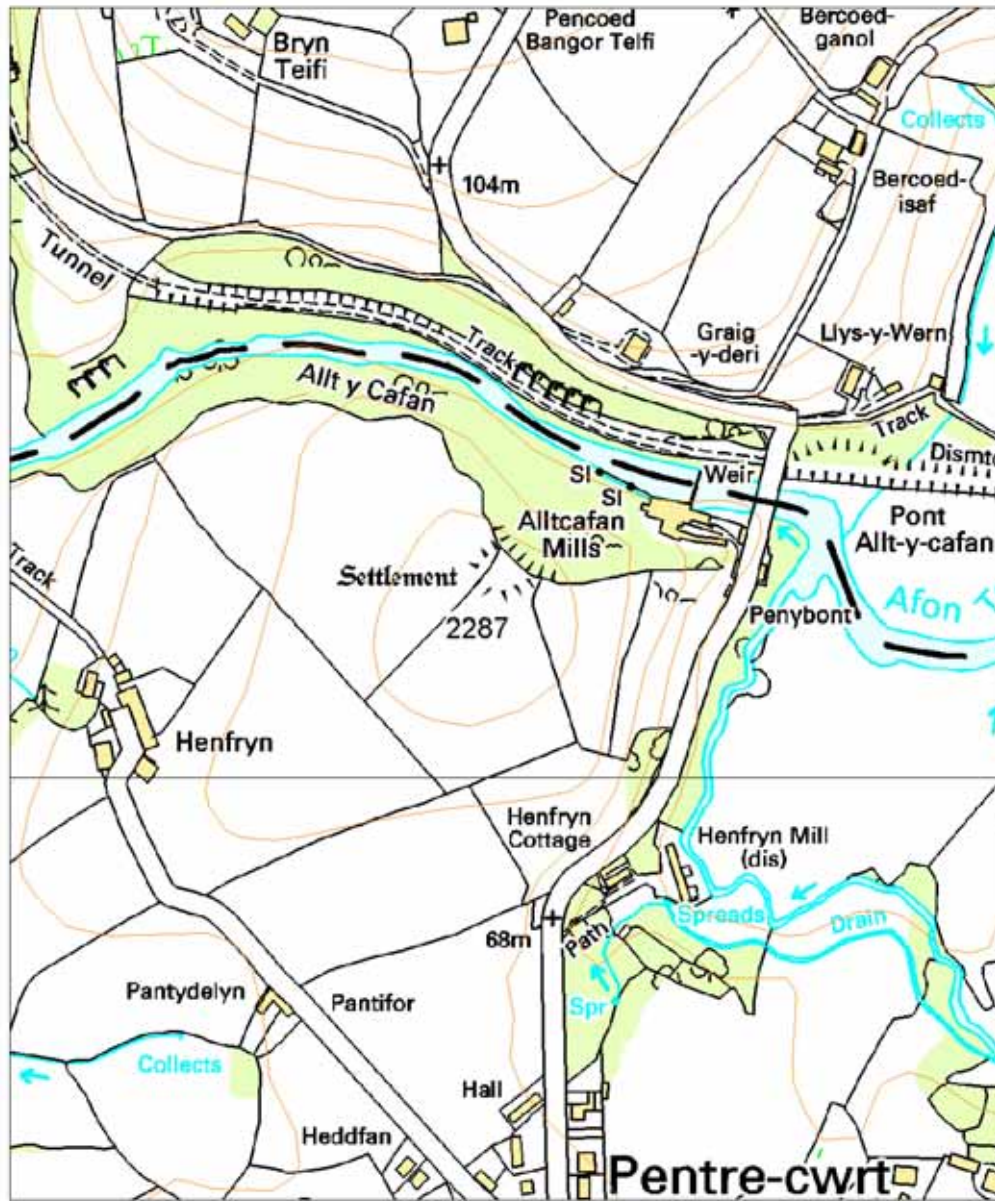 Bryn
Teifi
Pencoed
Bangor Teifi
Bercoed-
ganol
Collects
104m
Bercoed-
isaf
Tunnel
Track
Graig
-y-deri
Llys-y-Wern
Allt y Cafan
Track
Dismt
Sl
Sl
Weir
Alltcafan
Mills
Pont
Allt-y-cafan
Track
Settlement
2287
Penybont
Afon T
Henfryn
Henfryn
Cottage
Henfryn Mill
(dis)
Spreads
Drain
68m
Path
Spr
Pantydelyn
Pantifor
Collects
Hall
Heddfan
Pentre-cwrt